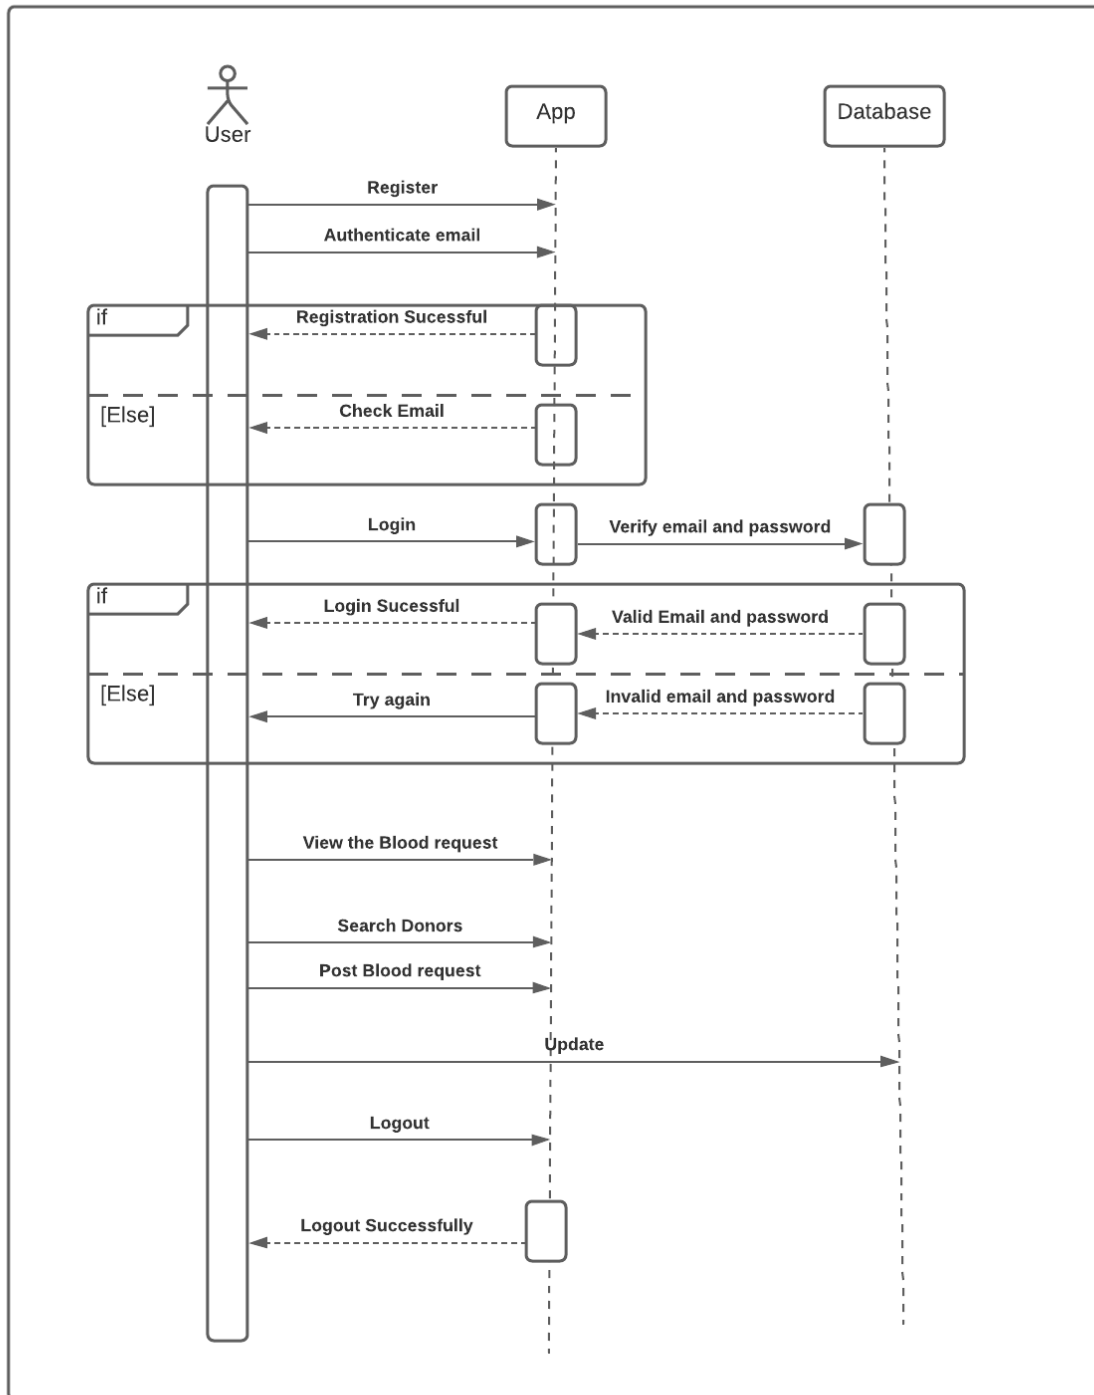 User
App
Database
Register
Authenticate email
if
Registration Sucessful
[Else]
Check Email
Login
Verify email and password
if
Login Sucessful
Valid Email and password
[Else]
Try again
Invalid email and password
View the Blood request
Search Donors
Post Blood request
Update
Logout
Logout Successfully